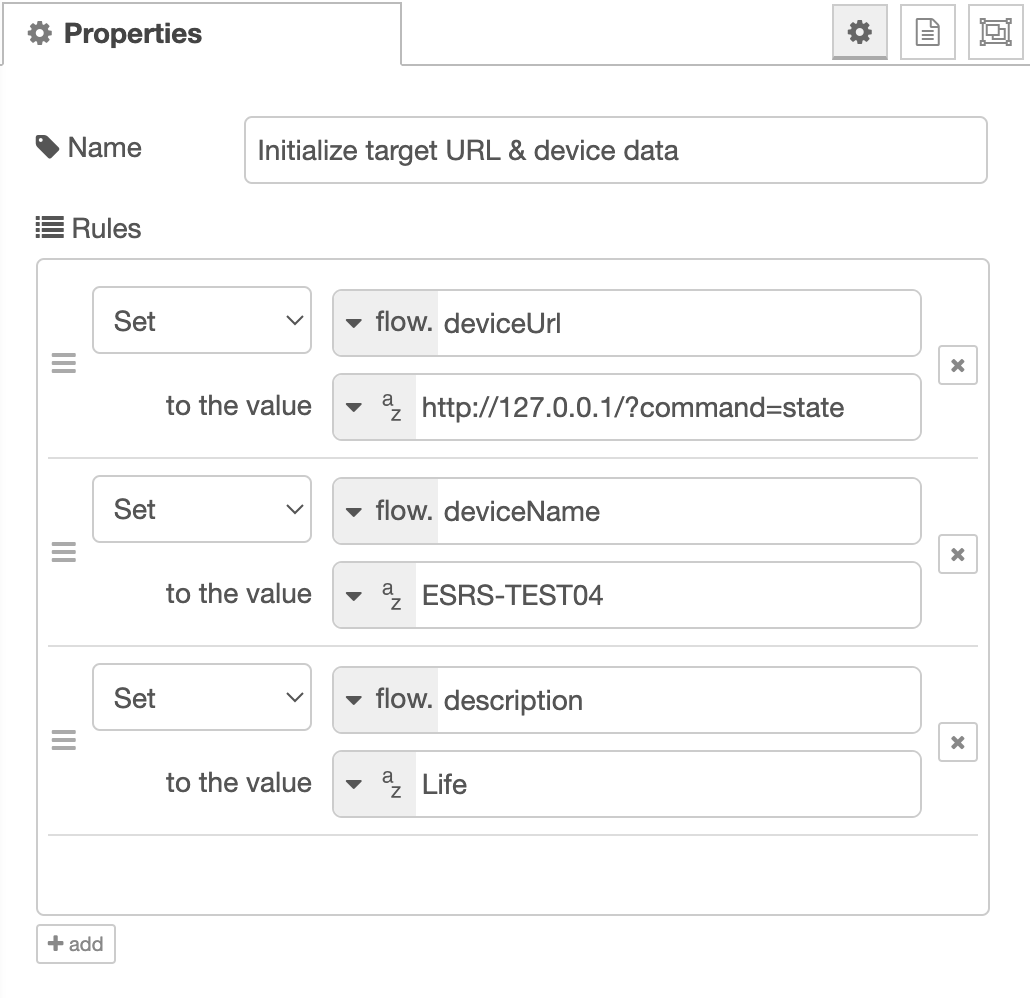 Properties
Name
Initialize target URL & device data
Rules
Set
flow. deviceUrl
to the value
az http://127.0.0.1/?command=state
Set
flow. deviceName
to the value
az ESRS-TEST04
Set
flow. description
to the value
az Life
add